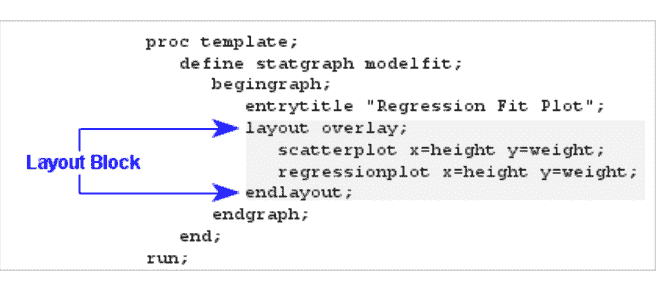 proc template;
define statgraph modelfit;
begingraph;
entrytitle "Regression Fit Plot";
layout overlay;
scatterplot x=height y=weight;
Layout Block
regressionplot x=height y=weight;
endlayout;
endgraph;
end;
run;